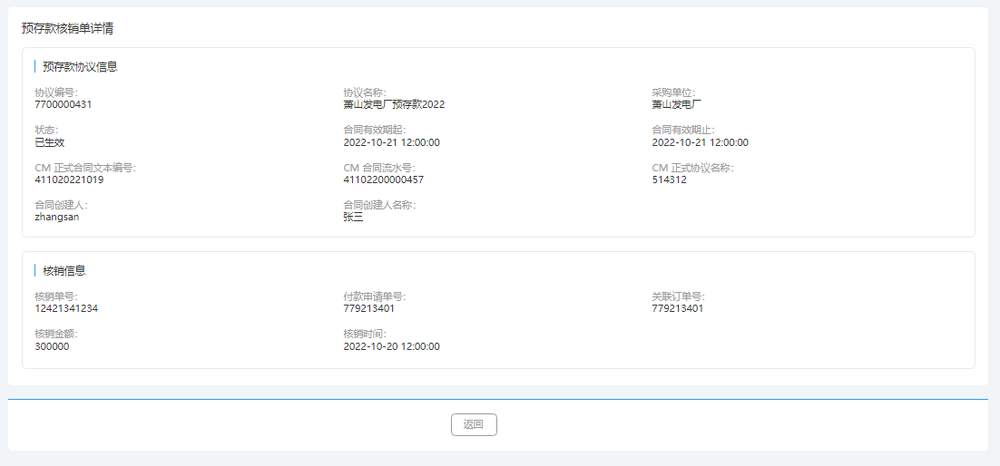 预存款核销单详情
预存款协议信息
协议编号: 协议名称: 采购单位:
7700000431 萧山发电厂预存款2022 萧山发电厂
状态: 合同有效期起: 合同有效期止:
已生效 2022-10-21 12:00:00 2022-10-21 12:00:00
CM 正式合同文本编号: CM 合同流水号: CM 正式协议名称:
411020221019 41102200000457 514312
合同创建人: 合同创建人名称:
zhangsan 张三
核销信息
核销单号: 付款申请单号: 关联订单号:
12421341234 779213401 779213401
核销金额: 核销时间:
300000 2022-10-20 12:00:00
返回